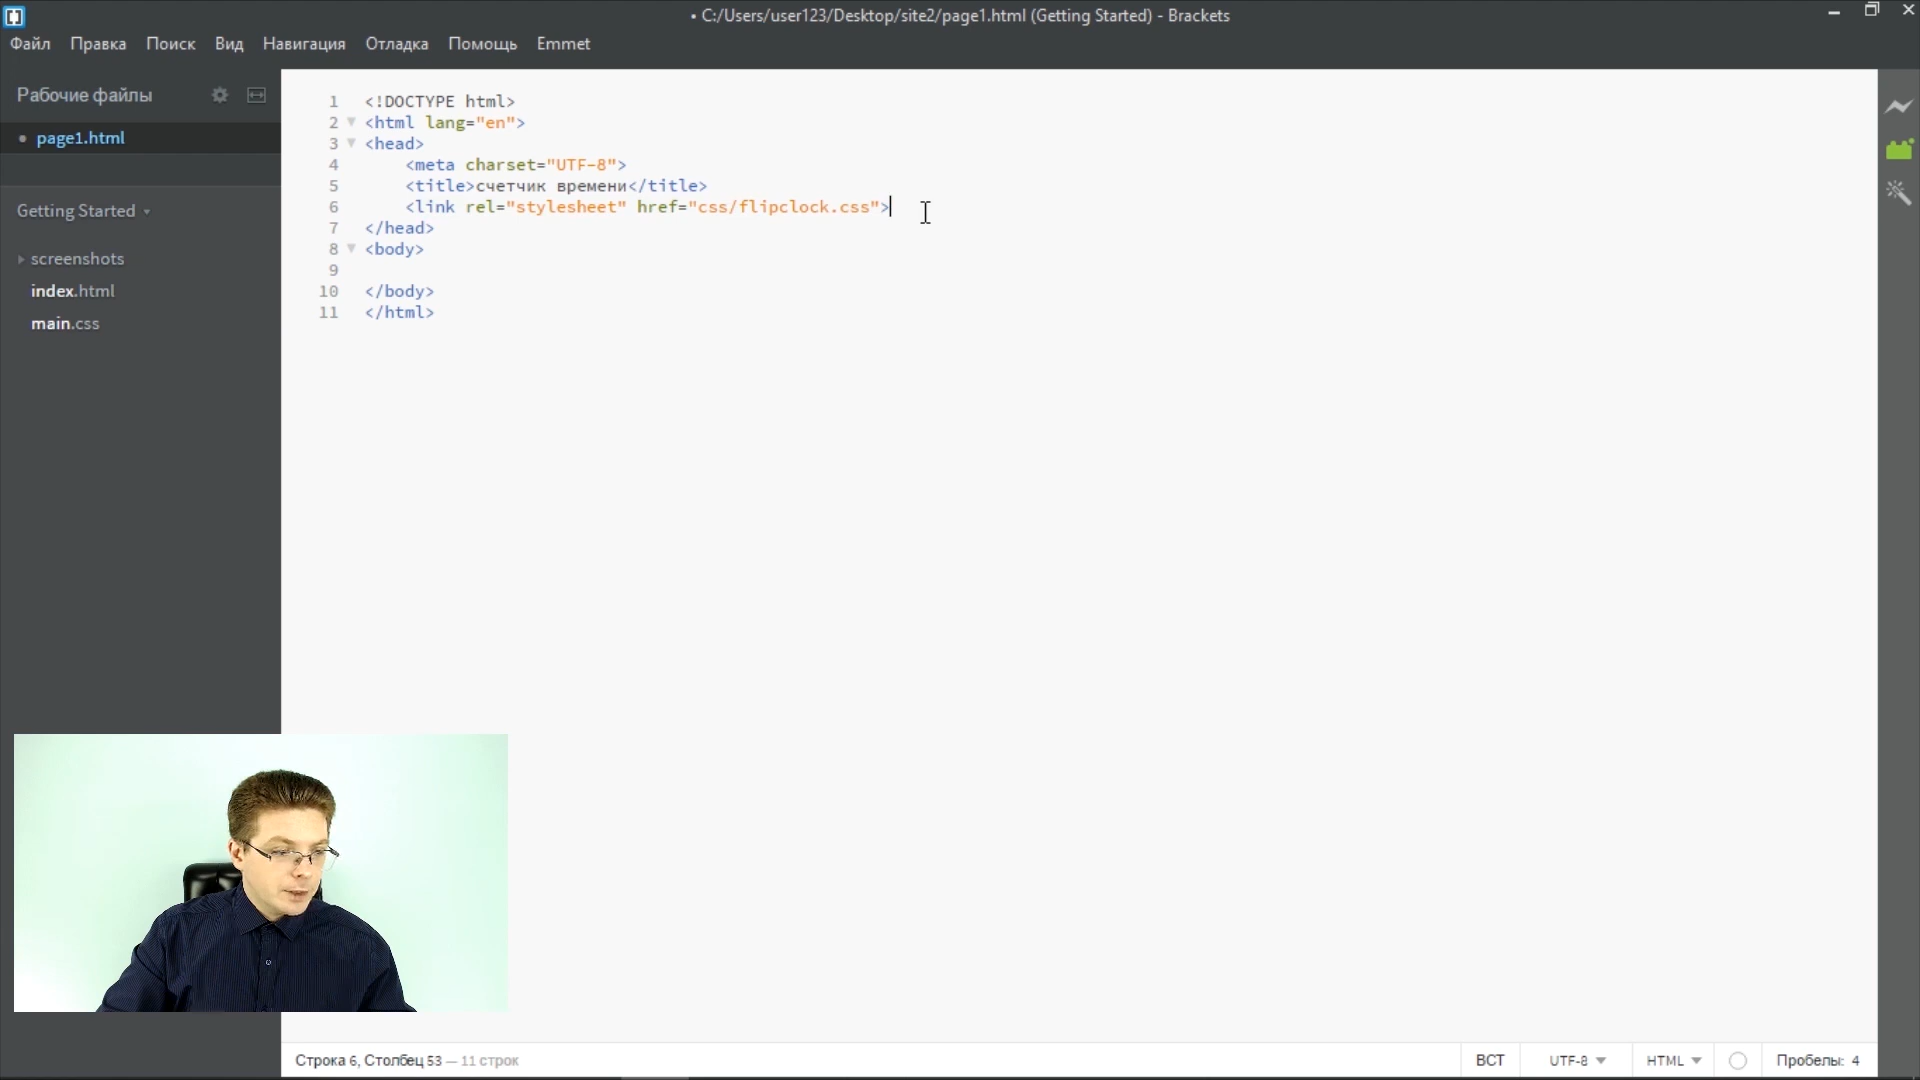 • C:/Users/user123/Desktop/site2/page1.html (Getting Started) - Brackets
Файл Правка Поиск Вид Навигация Отладка Помощь Emmet
Рабочие файлы
• page1.html
Getting Started
screenshots
index.html
main.css
1 <!DOCTYPE html>
2 <html lang="en">
3 <head>
4 <meta charset="UTF-8">
5 <title>счетчик времени</title>
6 <link rel="stylesheet" href="css/flipclock.css">
7 </head>
8 <body>
9
10 </body>
11 </html>
Строка 6, Столбец 53 — 11 строк
ВСТ UTF-8 HTML Пробелы: 4